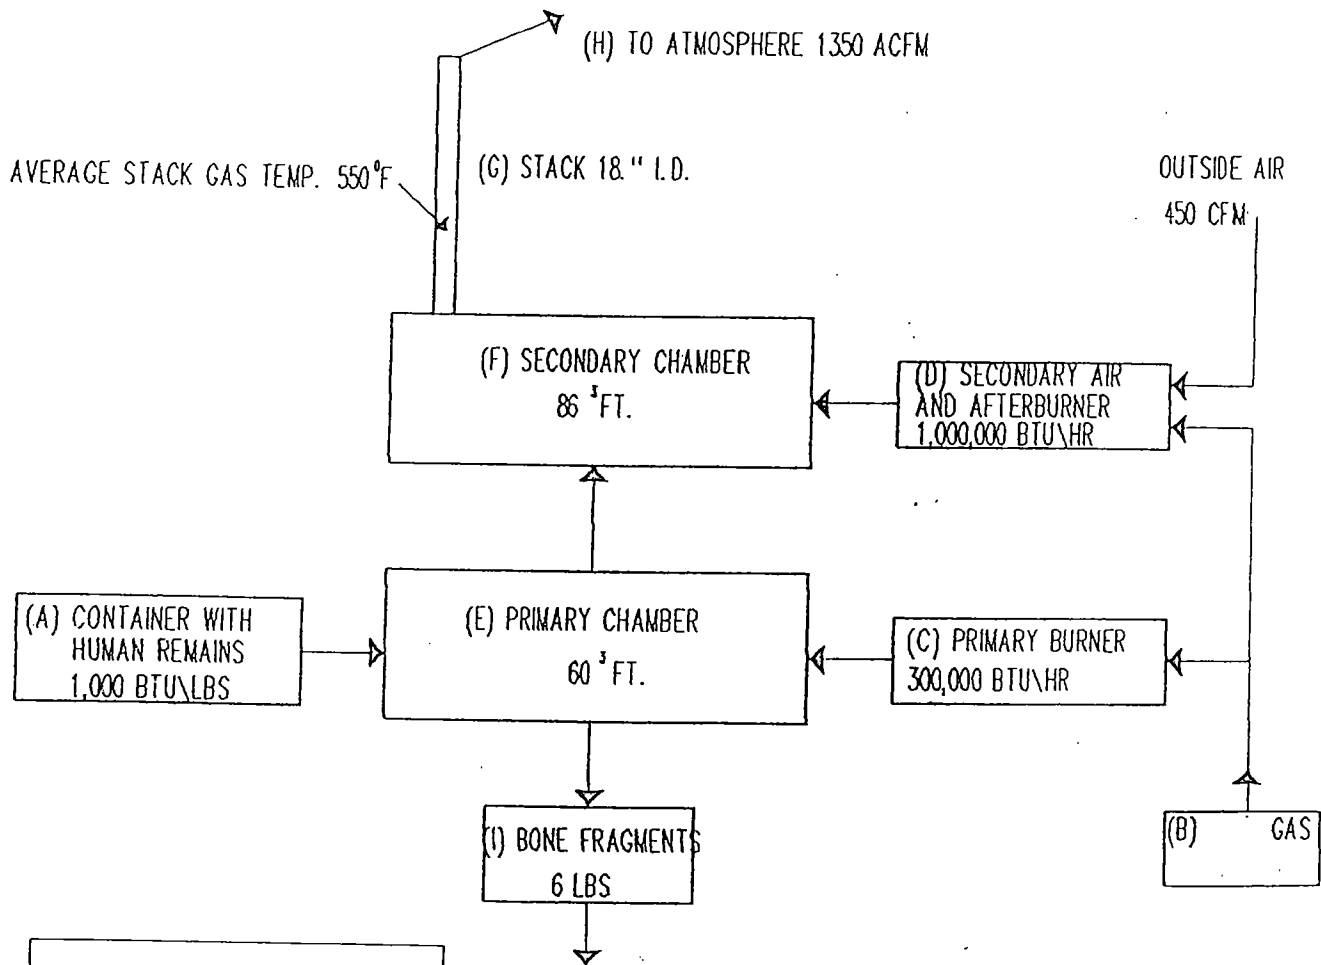 (H) TO ATMOSPHERE 1350 ACFM
AVERAGE STACK GAS TEMP. 550°F
(G) STACK 18." I.D.
OUTSIDE AIR
450 CFM
(F) SECONDARY CHAMBER
86 ³FT.
(D) SECONDARY AIR
AND AFTERBURNER
1,000,000 BTU\HR
(A) CONTAINER WITH
HUMAN REMAINS
1,000 BTU\LBS
(E) PRIMARY CHAMBER
60 ³FT.
(C) PRIMARY BURNER
300,000 BTU\HR
(I) BONE FRAGMENTS
6 LBS
(B) GAS